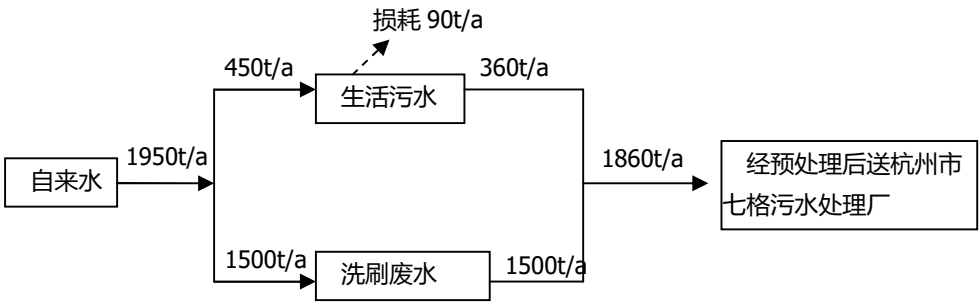 损耗 90t/a
450t/a
生活污水
360t/a
1950t/a
自来水
1860t/a
经预处理后送杭州市
七格污水处理厂
1500t/a
洗刷废水
1500t/a